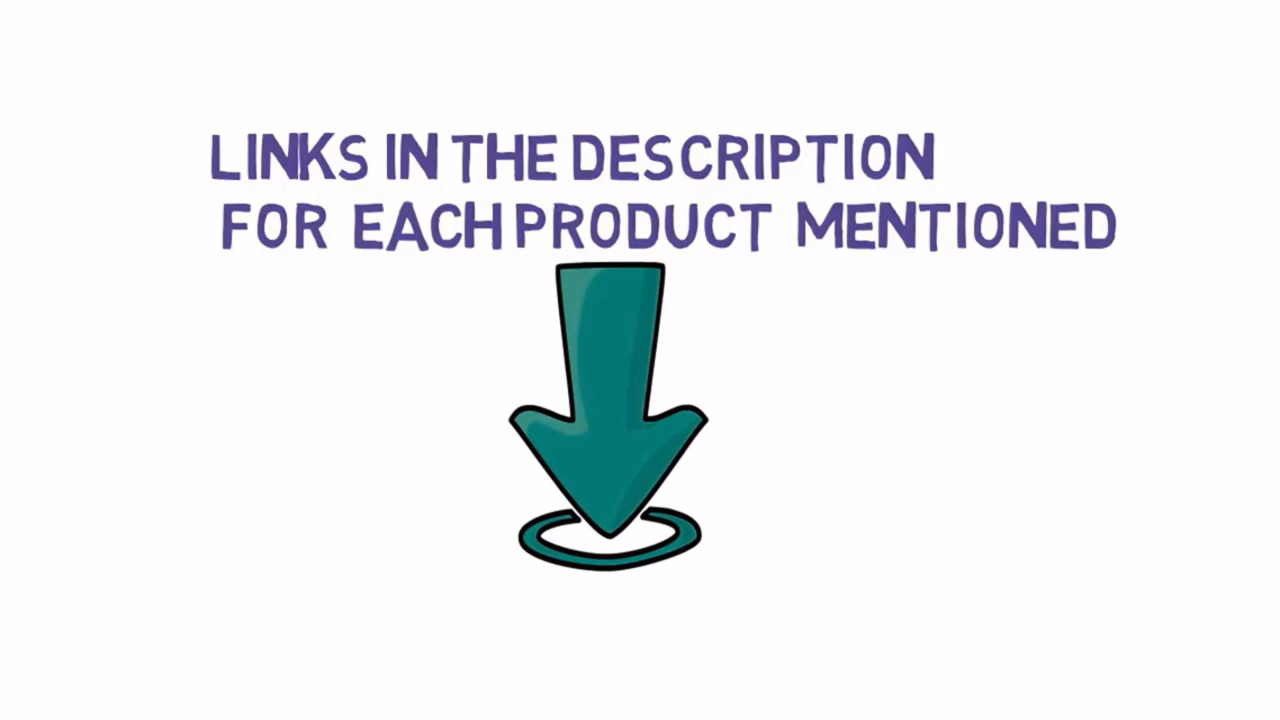 LINKS IN THE DESCRIPTION
FOR EACH PRODUCT MENTIONED